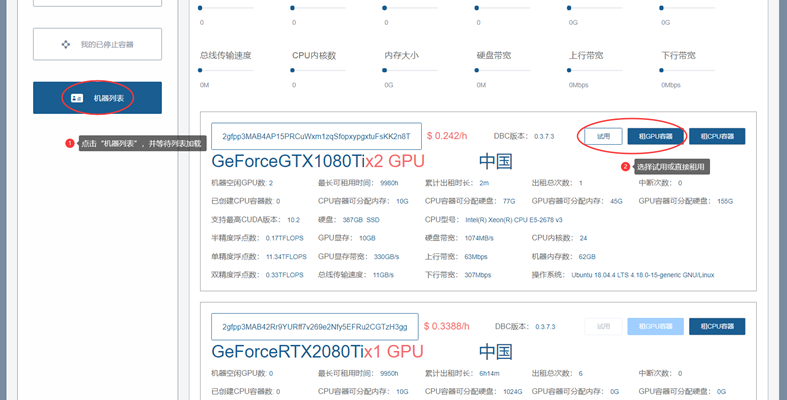 0 0 0 0 0G 0G
我的已停止容器
总线传输速度 CPU内核数 内存大小 硬盘带宽 上行带宽 下行带宽
0M 0 0G 0M 0Mbps 0Mbps
机器列表
1 点击“机器列表”，并等待列表加载
2gfpp3MAB4AP15PRCuWxm1zqSfopxypgxtuFsKK2n8T $ 0.242/h DBC版本： 0.3.7.3 试用 租GPU容器 租CPU容器
GeForceGTX1080Tix2 GPU 中国
2 选择试用或直接租用
机器空闲GPU数: 2 最长可租用时间： 9960h 累计出租时长： 2m 出租总次数： 1 中断次数： 0
已创建CPU容器数: 0 CPU容器可分配内存： 10G CPU容器可分配硬盘： 77G GPU容器可分配内存： 45G GPU容器可分配硬盘： 155G
支持最高CUDA版本： 10.2 硬盘： 387GB SSD CPU型号： Intel(R) Xeon(R) CPU E5-2678 v3
半精度浮点数： 0.17TFLOPS GPU显存： 10GB 硬盘带宽： 1074MB/s CPU内核数： 24
单精度浮点数： 11.34TFLOPS GPU显存带宽： 330GB/s 上行带宽： 63Mbps 机器内存数： 62GB
双精度浮点数： 0.33TFLOPS 总线传输速度： 11GB/s 下行带宽： 307Mbps 操作系统： Ubuntu 18.04.4 LTS 4.18.0-15-generic GNU/Linux
2gfpp3MAB42Rr9YURff7v269e2Nfy5EFRu2CGTzH3gg $ 0.3388/h DBC版本： 0.3.7.3 试用 租GPU容器 租CPU容器
GeForceRTX2080Tix1 GPU 中国
机器空闲GPU数: 0 最长可租用时间： 9950h 累计出租时长： 6h14m 出租总次数： 6 中断次数： 0
已创建CPU容器数: 0 CPU容器可分配内存： 10G CPU容器可分配硬盘： 1024G GPU容器可分配内存： 0G GPU容器可分配硬盘： 0G